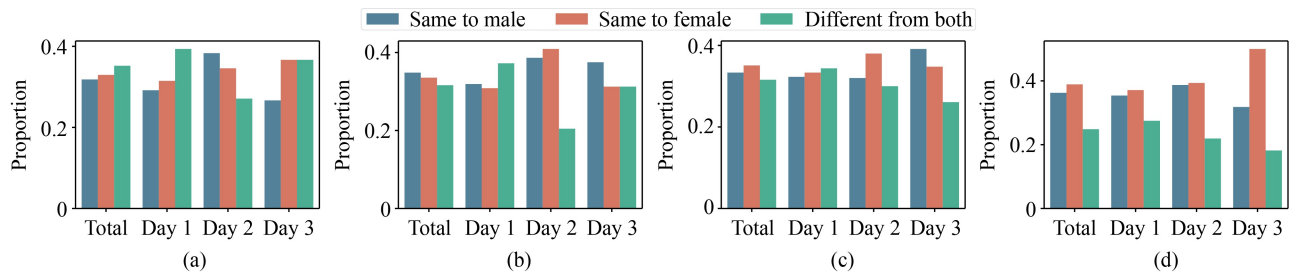 Same to male Same to female Different from both
Proportion
0.4
0.2
0
Total Day 1 Day 2 Day 3
(a)
Proportion
0.4
0.2
0
Total Day 1 Day 2 Day 3
(b)
Proportion
0.4
0.2
0
Total Day 1 Day 2 Day 3
(c)
Proportion
0.4
0.2
0
Total Day 1 Day 2 Day 3
(d)